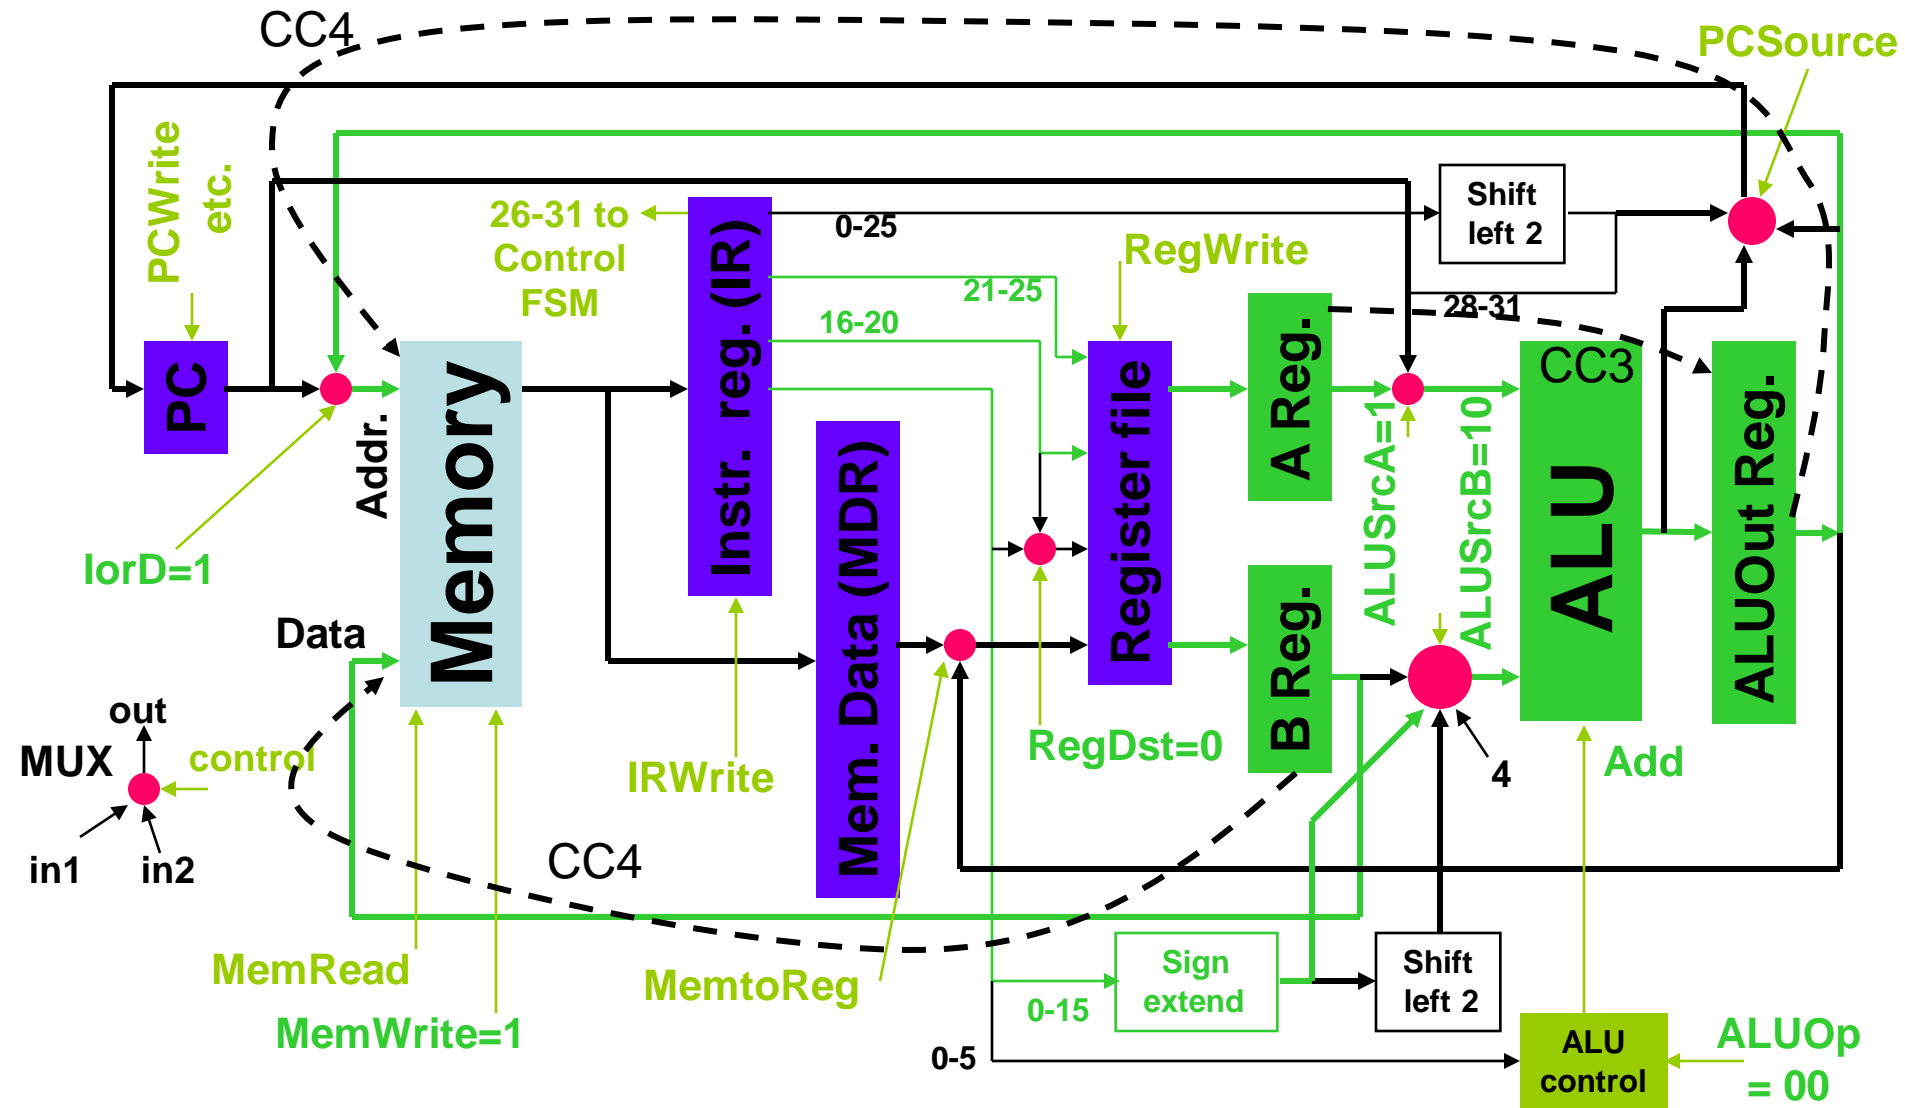 CC4
PCSource
PCWrite
etc.
26-31 to
Control
FSM
0-25
Shift
left 2
RegWrite
21-25
28-31
16-20
PC
Addr.
Memory
Instr. reg. (IR)
Mem. Data (MDR)
Register file
A Reg.
ALUSrcA=1
ALUSrcB=10
CC3
ALU
ALUOut Reg.
IorD=1
Data
B Reg.
out
MUX
control
in1
in2
IRWrite
RegDst=0
4
Add
CC4
MemRead
MemtoReg
MemWrite=1
Sign
extend
0-15
Shift
left 2
0-5
ALU
control
ALUOp
= 00